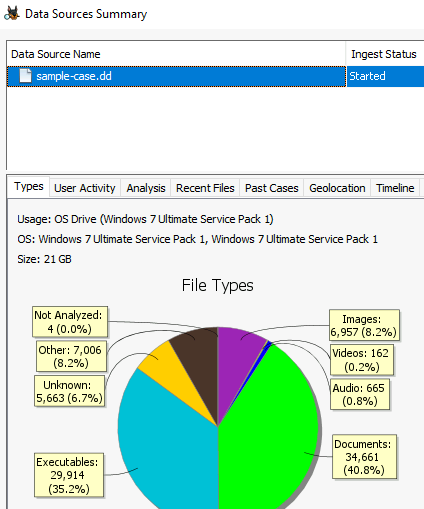 Data Sources Summary
Data Source Name Ingest Status
sample-case.dd Started
Types User Activity Analysis Recent Files Past Cases Geolocation Timeline
Usage: OS Drive (Windows 7 Ultimate Service Pack 1)
OS: Windows 7 Ultimate Service Pack 1, Windows 7 Ultimate Service Pack 1
Size: 21 GB
File Types
Not Analyzed:
4 (0.0%)
Images:
6,957 (8.2%)
Other: 7,006
(8.2%)
Videos: 162
(0.2%)
Unknown:
5,663 (6.7%)
Audio: 665
(0.8%)
Documents:
34,661
(40.8%)
Executables:
29,914
(35.2%)